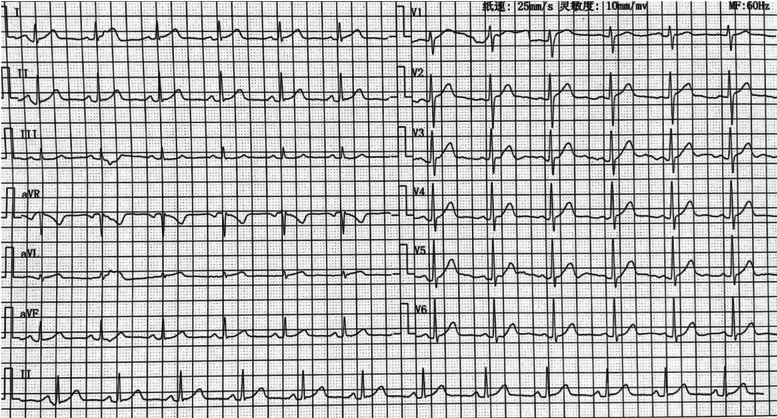 I
V1
纸速: 25mm/s 灵敏度: 10mm/mv
MF:60Hz
II
V2
III
V3
aVR
V4
aVL
V5
aVF
V6
II